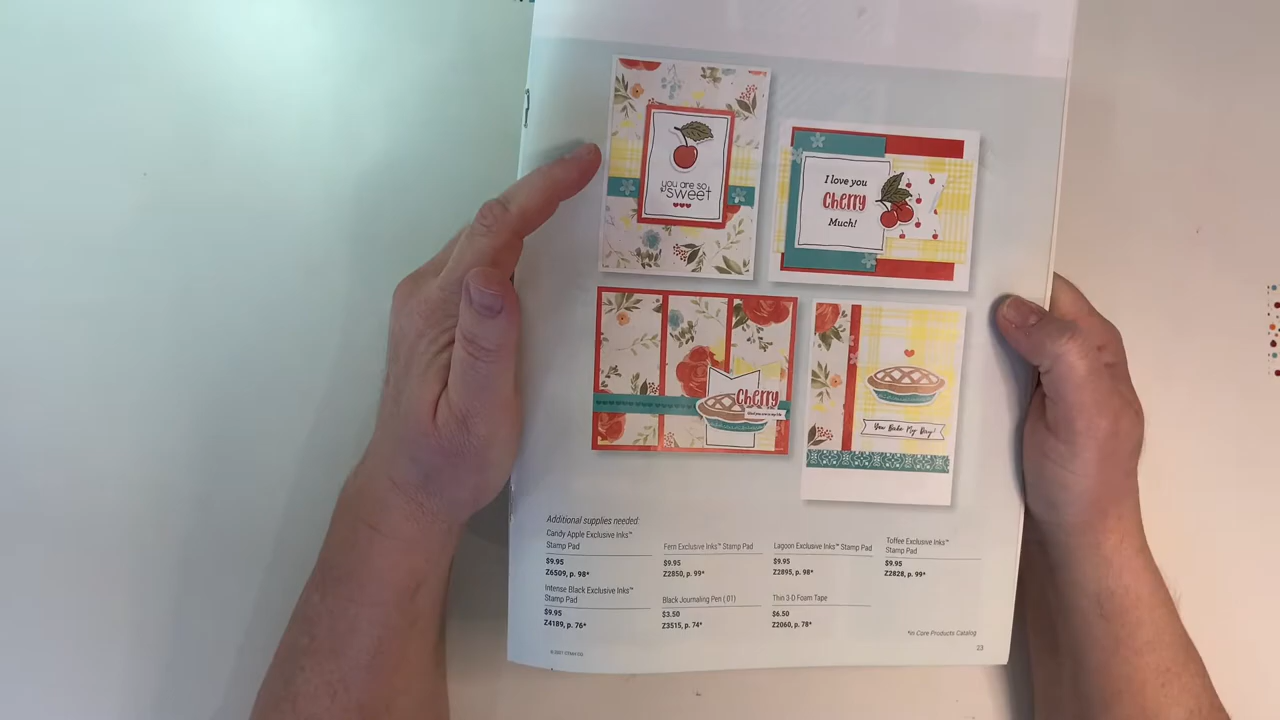 you are so
sweet
I love you
Cherry
Much!
Cherry
You Bake My Day!
Additional supplies needed:
Candy Apple Exclusive Inks™
Stamp Pad
$9.95
Z6509, p. 98*
Fern Exclusive Inks™ Stamp Pad
$9.95
Z2850, p. 99*
Lagoon Exclusive Inks™ Stamp Pad
$9.95
Z2895, p. 98*
Toffee Exclusive Inks™
Stamp Pad
$9.95
Z2828, p. 99*
Intense Black Exclusive Inks™
Stamp Pad
$9.95
Z4189, p. 76*
Black Journaling Pen (.01)
$3.50
Z3515, p. 74*
Thin 3-D Foam Tape
$6.50
Z2060, p. 78*
*In Core Products Catalog
23